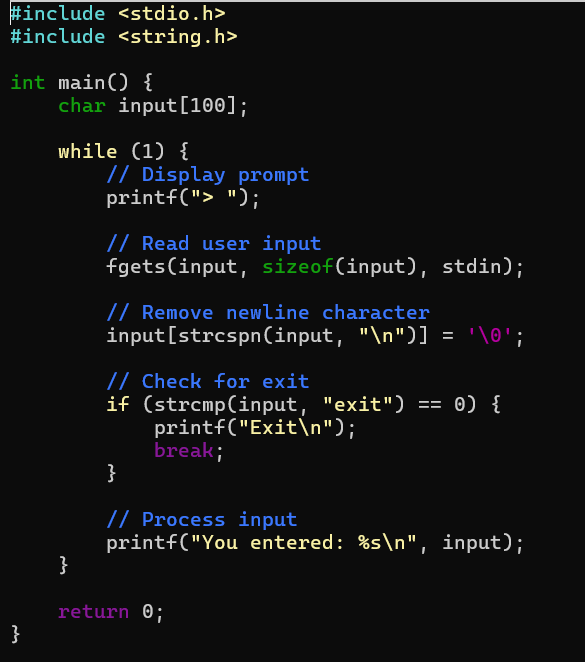 #include <stdio.h>
#include <string.h>

int main() {
    char input[100];

    while (1) {
        // Display prompt
        printf("> ");

        // Read user input
        fgets(input, sizeof(input), stdin);

        // Remove newline character
        input[strcspn(input, "\n")] = '\0';

        // Check for exit
        if (strcmp(input, "exit") == 0) {
            printf("Exit\n");
            break;
        }

        // Process input
        printf("You entered: %s\n", input);
    }

    return 0;
}